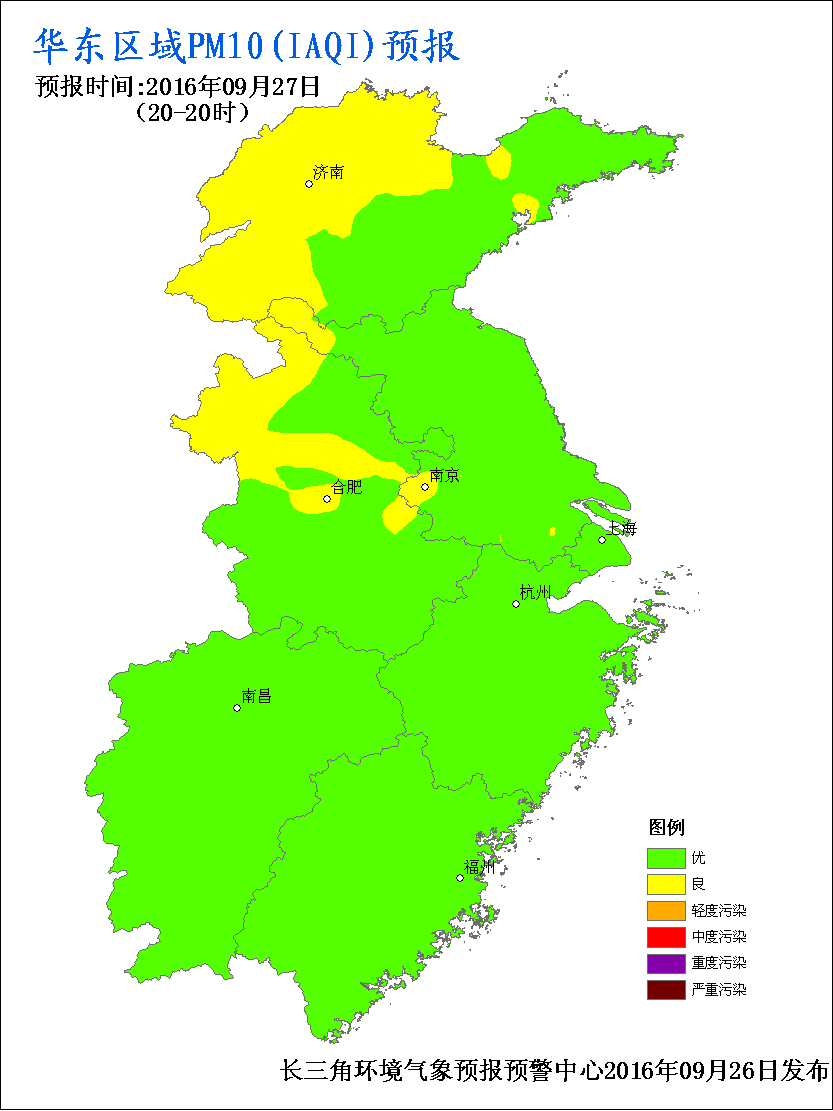 华东区域PM10(IAQI)预报
预报时间:2016年09月27日
(20-20时)
济南
合肥
南京
上海
杭州
南昌
福州
图例
优
良
轻度污染
中度污染
重度污染
严重污染
长三角环境气象预报预警中心2016年09月26日发布